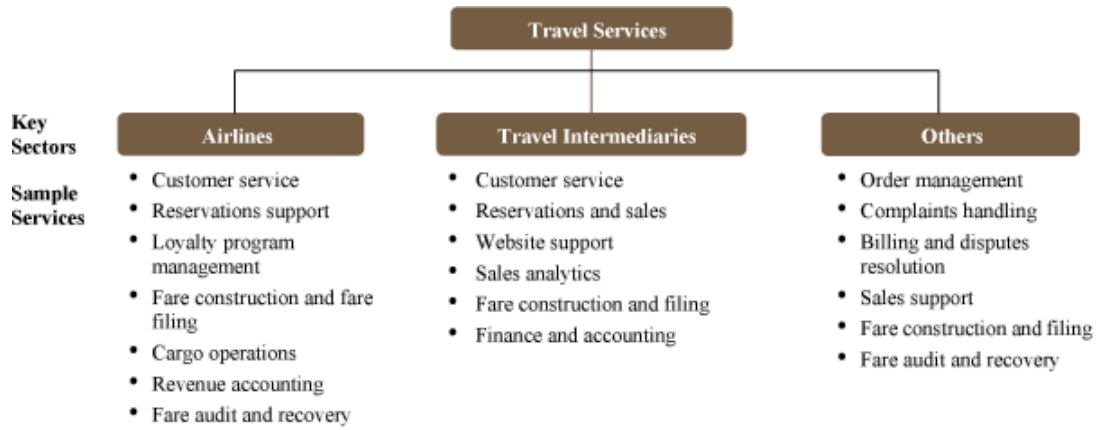 Travel Services
Key
Sectors
Airlines
Travel Intermediaries
Others
Sample
Services
• Customer service
• Reservations support
• Loyalty program
management
• Fare construction and fare
filing
• Cargo operations
• Revenue accounting
• Fare audit and recovery
• Customer service
• Reservations and sales
• Website support
• Sales analytics
• Fare construction and filing
• Finance and accounting
• Order management
• Complaints handling
• Billing and disputes
resolution
• Sales support
• Fare construction and filing
• Fare audit and recovery